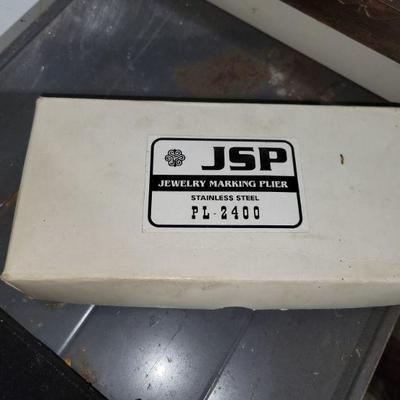 JSP
JEWELRY MARKING PLIER
STAINLESS STEEL
PL-2400